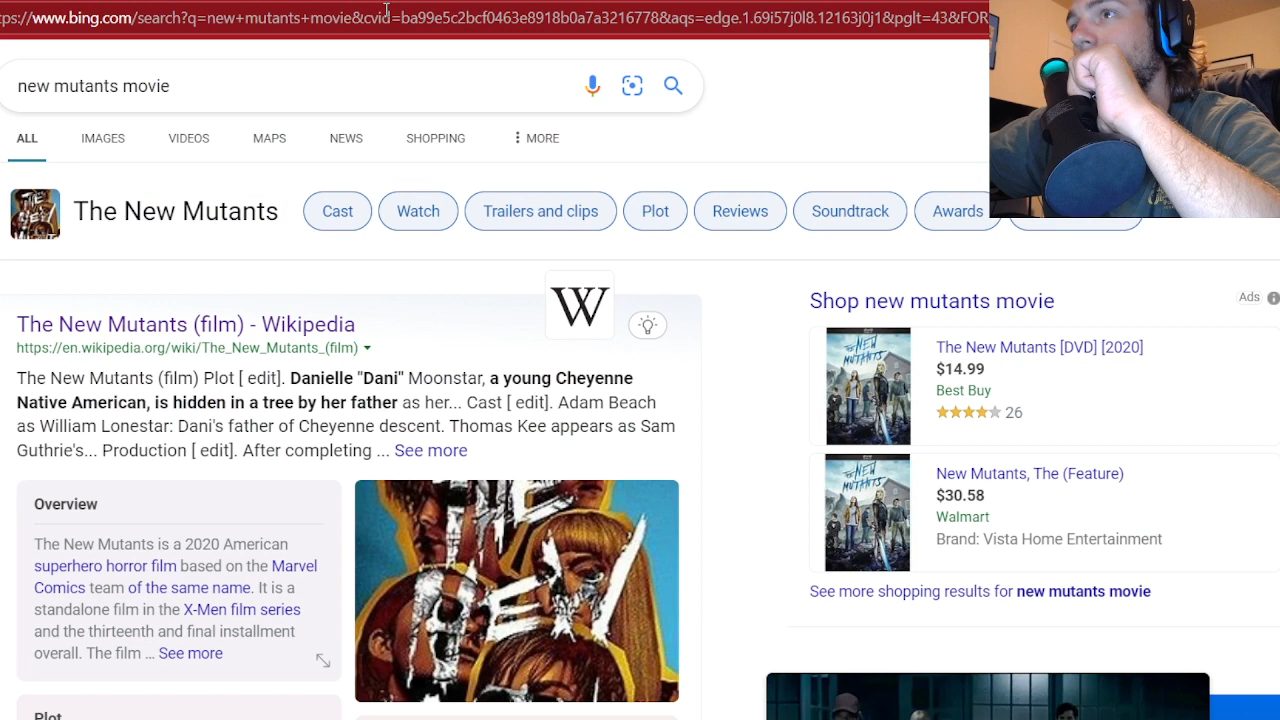 ps://www.bing.com/search?q=new+mutants+movie&cvid=ba99e5c2bcf0463e8918b0a7a3216778&aqs=edge.1.69i57j0l8.12163j0j1&pglt=43&FOR
new mutants movie
ALL IMAGES VIDEOS MAPS NEWS SHOPPING MORE
The New Mutants Cast Watch Trailers and clips Plot Reviews Soundtrack Awards
W
The New Mutants (film) - Wikipedia
https://en.wikipedia.org/wiki/The_New_Mutants_(film)
The New Mutants (film) Plot [ edit]. Danielle "Dani" Moonstar, a young Cheyenne
Native American, is hidden in a tree by her father as her... Cast [ edit]. Adam Beach
as William Lonestar: Dani's father of Cheyenne descent. Thomas Kee appears as Sam
Guthrie's... Production [ edit]. After completing ... See more
Overview
The New Mutants is a 2020 American
superhero horror film based on the Marvel
Comics team of the same name. It is a
standalone film in the X-Men film series
and the thirteenth and final installment
overall. The film ... See more
Plot
Shop new mutants movie Ads
THE NEW MUTANTS
The New Mutants [DVD] [2020]
$14.99
Best Buy
26
THE NEW MUTANTS
New Mutants, The (Feature)
$30.58
Walmart
Brand: Vista Home Entertainment
See more shopping results for new mutants movie